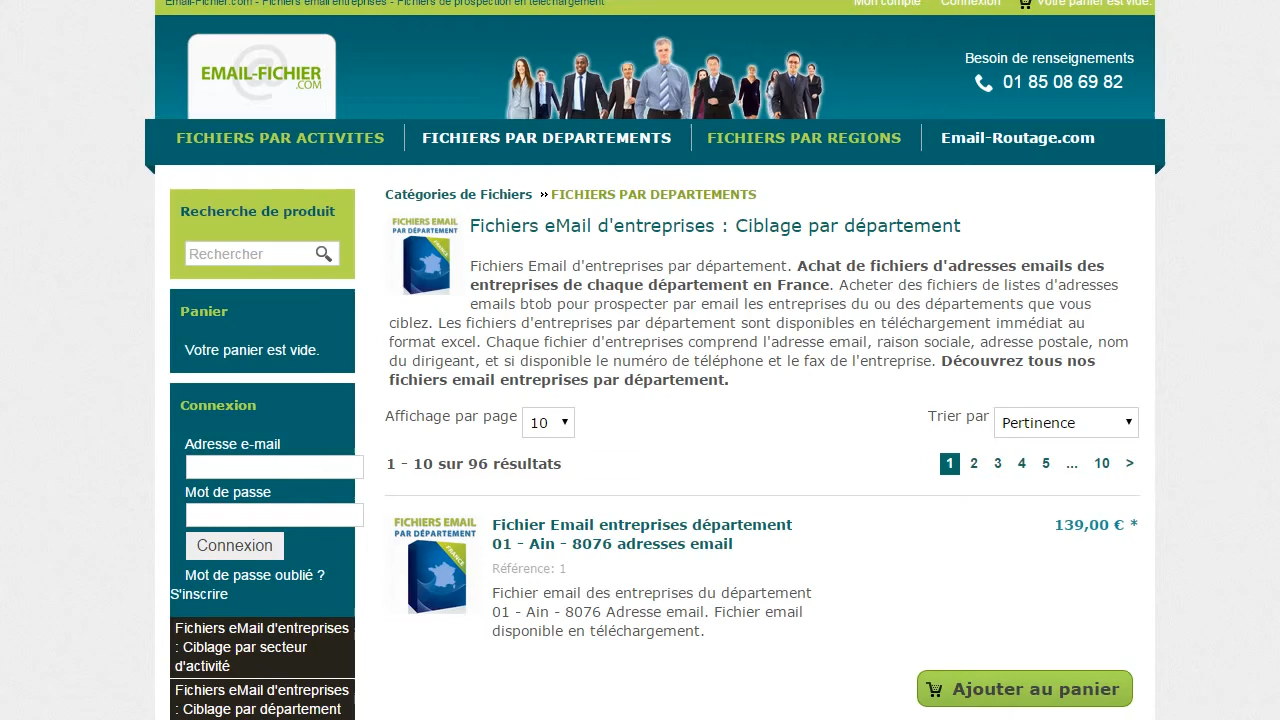 Email-Fichier.com - Fichiers email entreprises - Fichiers de prospection en téléchargement
Mon compte Connexion Votre panier est vide.
EMAIL-FICHIER
.COM
Besoin de renseignements
01 85 08 69 82
FICHIERS PAR ACTIVITES FICHIERS PAR DEPARTEMENTS FICHIERS PAR REGIONS Email-Routage.com
Recherche de produit
Rechercher
Panier
Votre panier est vide.
Connexion
Adresse e-mail
Mot de passe
Connexion
Mot de passe oublié ?
S'inscrire
Fichiers eMail d'entreprises
: Ciblage par secteur
d'activité
Fichiers eMail d'entreprises
: Ciblage par département
Catégories de Fichiers FICHIERS PAR DEPARTEMENTS
FICHIERS EMAIL
PAR DÉPARTEMENT
FRANCE
Fichiers eMail d'entreprises : Ciblage par département
Fichiers Email d'entreprises par département. Achat de fichiers d'adresses emails des
entreprises de chaque département en France. Acheter des fichiers de listes d'adresses
emails btob pour prospecter par email les entreprises du ou des départements que vous
ciblez. Les fichiers d'entreprises par département sont disponibles en téléchargement immédiat au
format excel. Chaque fichier d'entreprises comprend l'adresse email, raison sociale, adresse postale, nom
du dirigeant, et si disponible le numéro de téléphone et le fax de l'entreprise. Découvrez tous nos
fichiers email entreprises par département.
Affichage par page 10
Trier par Pertinence
1 - 10 sur 96 résultats
1 2 3 4 5 ... 10 >
FICHIERS EMAIL
PAR DÉPARTEMENT
FRANCE
Fichier Email entreprises département
01 - Ain - 8076 adresses email
139,00 € *
Référence: 1
Fichier email des entreprises du département
01 - Ain - 8076 Adresse email. Fichier email
disponible en téléchargement.
Ajouter au panier